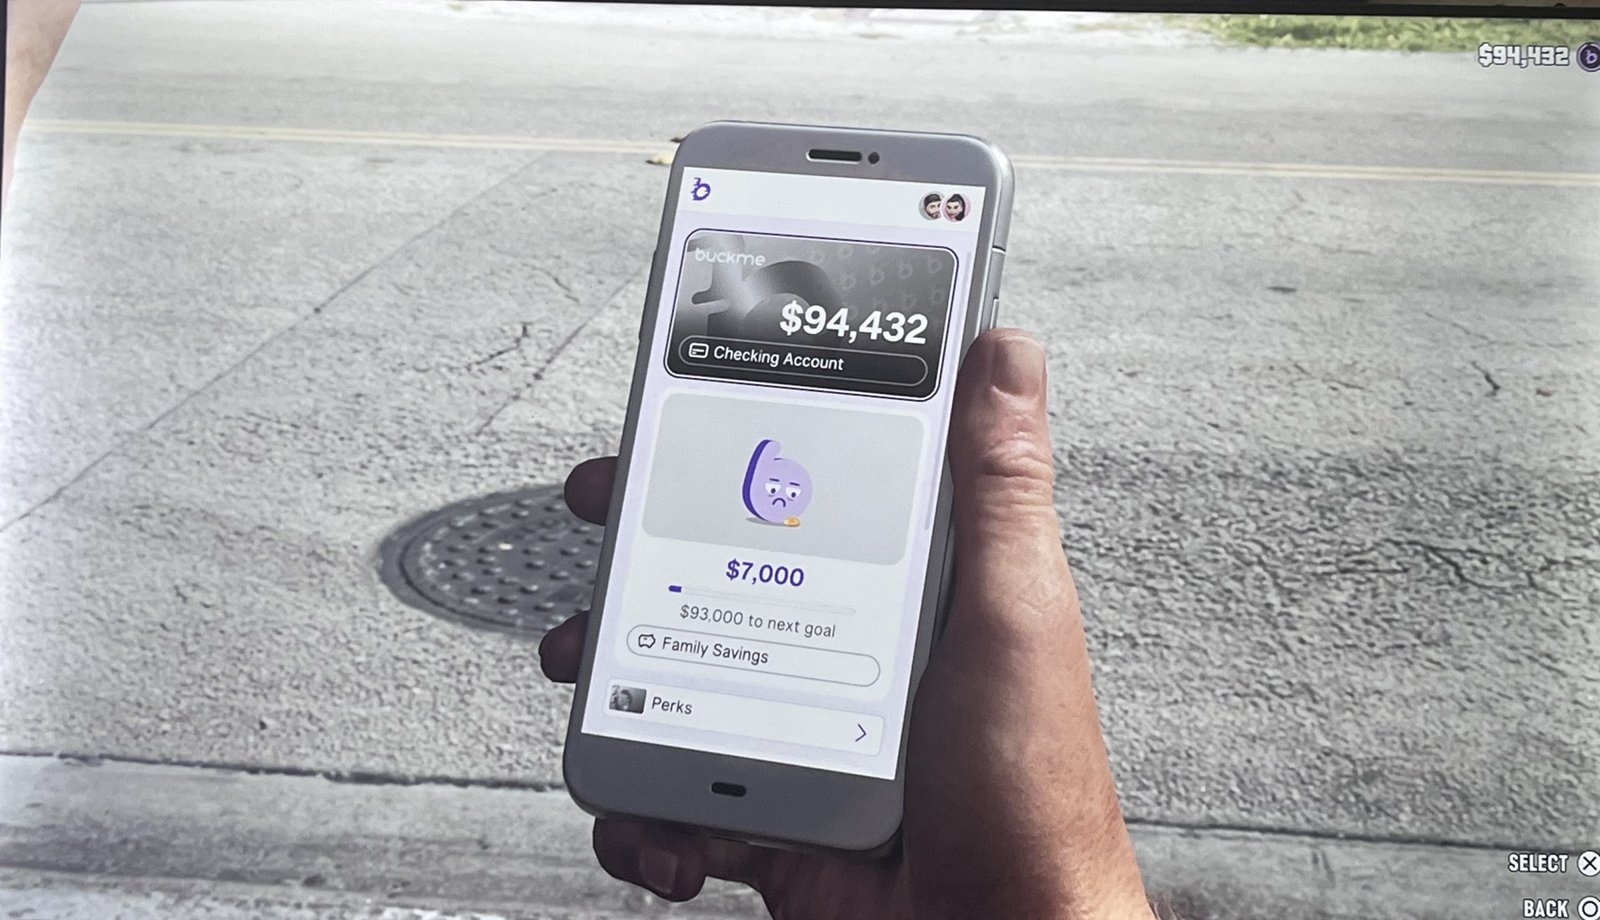 $94,432
buckme
$94,432
Checking Account
$7,000
$93,000 to next goal
Family Savings
Perks
SELECT
BACK